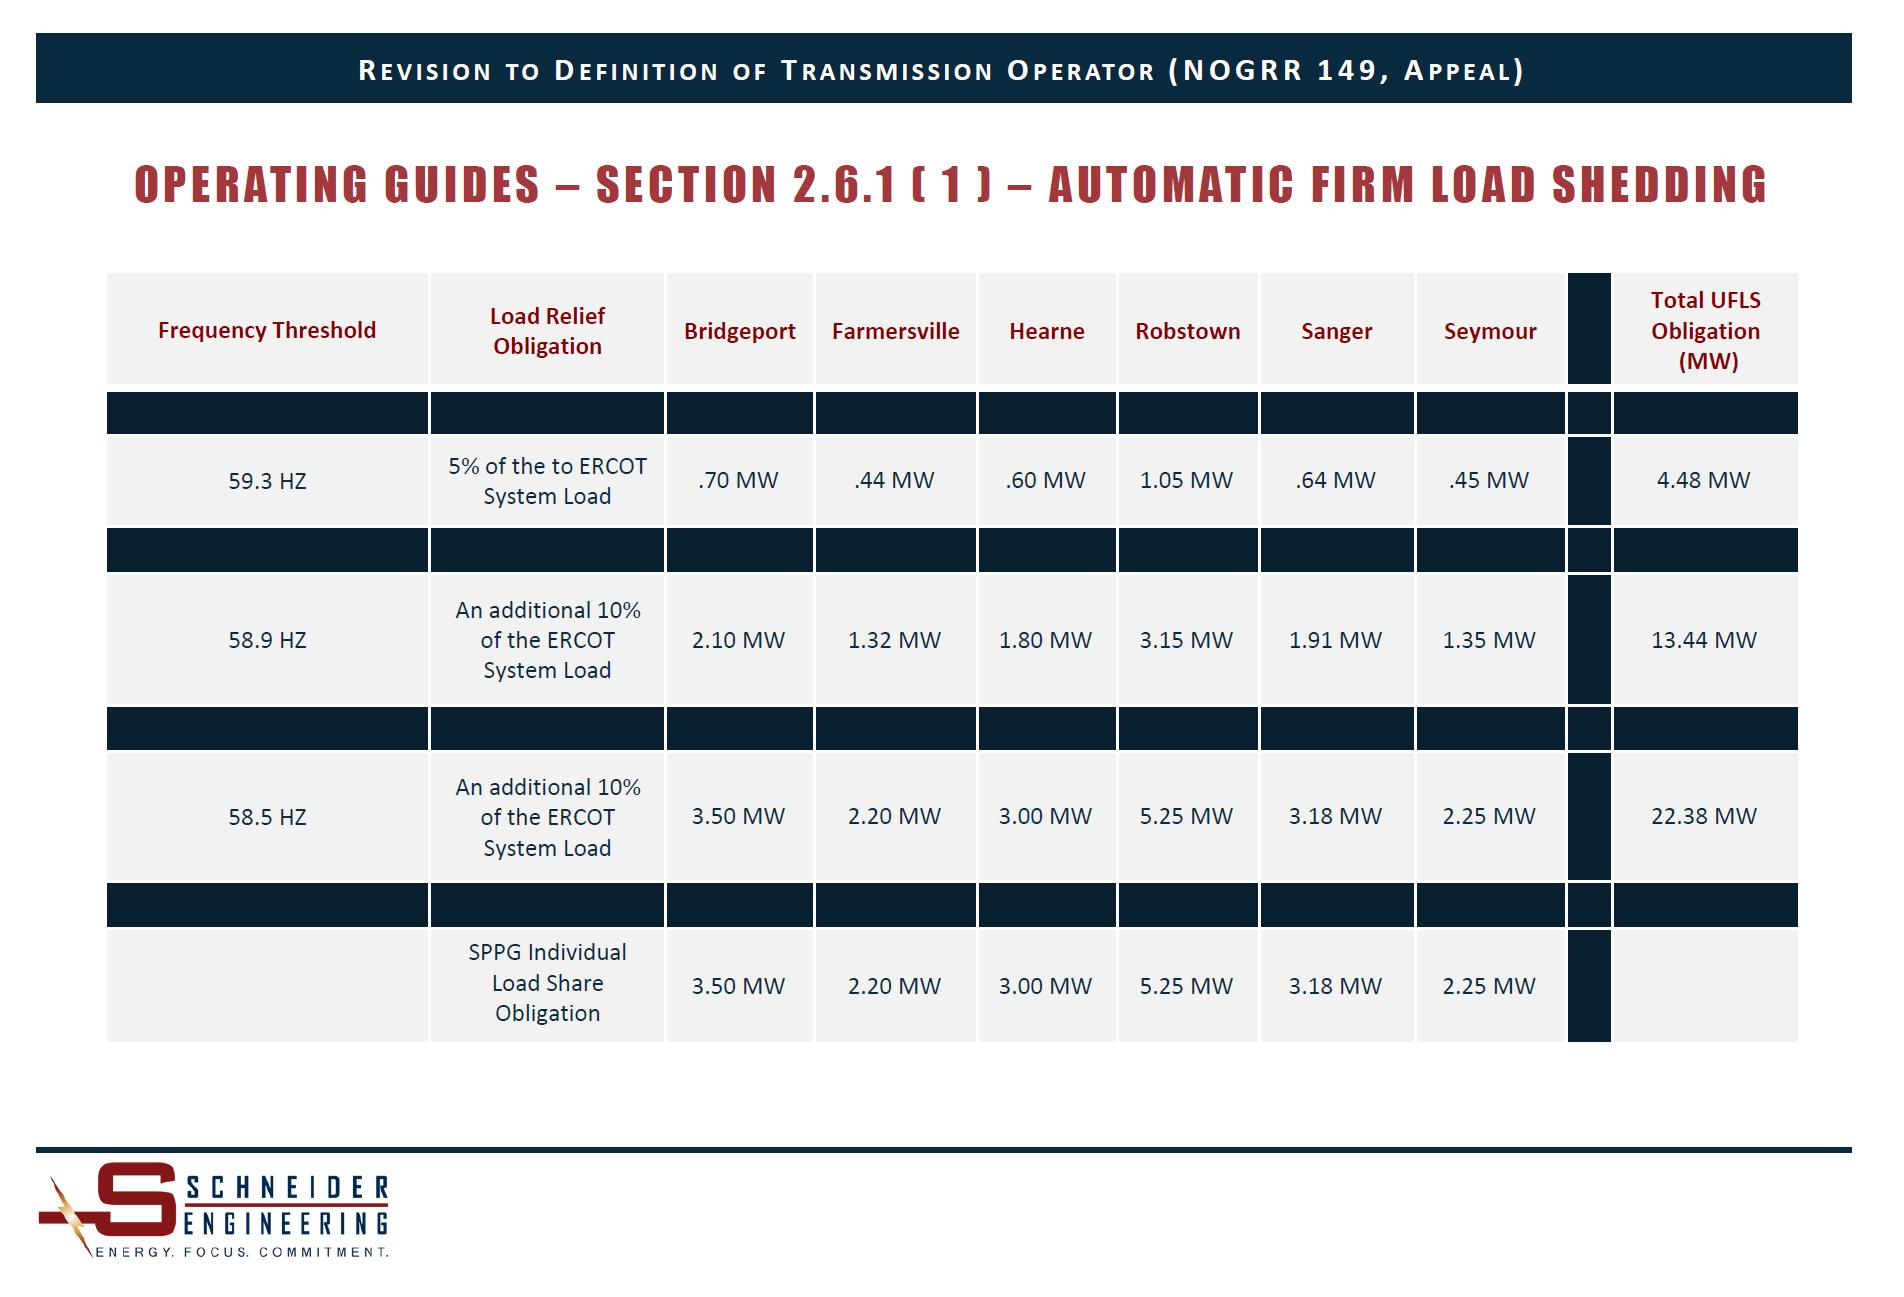 Revision to Definition of Transmission Operator (NOGRR 149, Appeal)
OPERATING GUIDES – SECTION 2.6.1 ( 1 ) – AUTOMATIC FIRM LOAD SHEDDING
Frequency Threshold
Load Relief
Obligation
Bridgeport
Farmersville
Hearne
Robstown
Sanger
Seymour
Total UFLS
Obligation
(MW)
59.3 HZ
5% of the to ERCOT
System Load
.70 MW
.44 MW
.60 MW
1.05 MW
.64 MW
.45 MW
4.48 MW
58.9 HZ
An additional 10%
of the ERCOT
System Load
2.10 MW
1.32 MW
1.80 MW
3.15 MW
1.91 MW
1.35 MW
13.44 MW
58.5 HZ
An additional 10%
of the ERCOT
System Load
3.50 MW
2.20 MW
3.00 MW
5.25 MW
3.18 MW
2.25 MW
22.38 MW
SPPG Individual
Load Share
Obligation
3.50 MW
2.20 MW
3.00 MW
5.25 MW
3.18 MW
2.25 MW
S
SCHNEIDER
ENGINEERING
ENERGY. FOCUS. COMMITMENT.